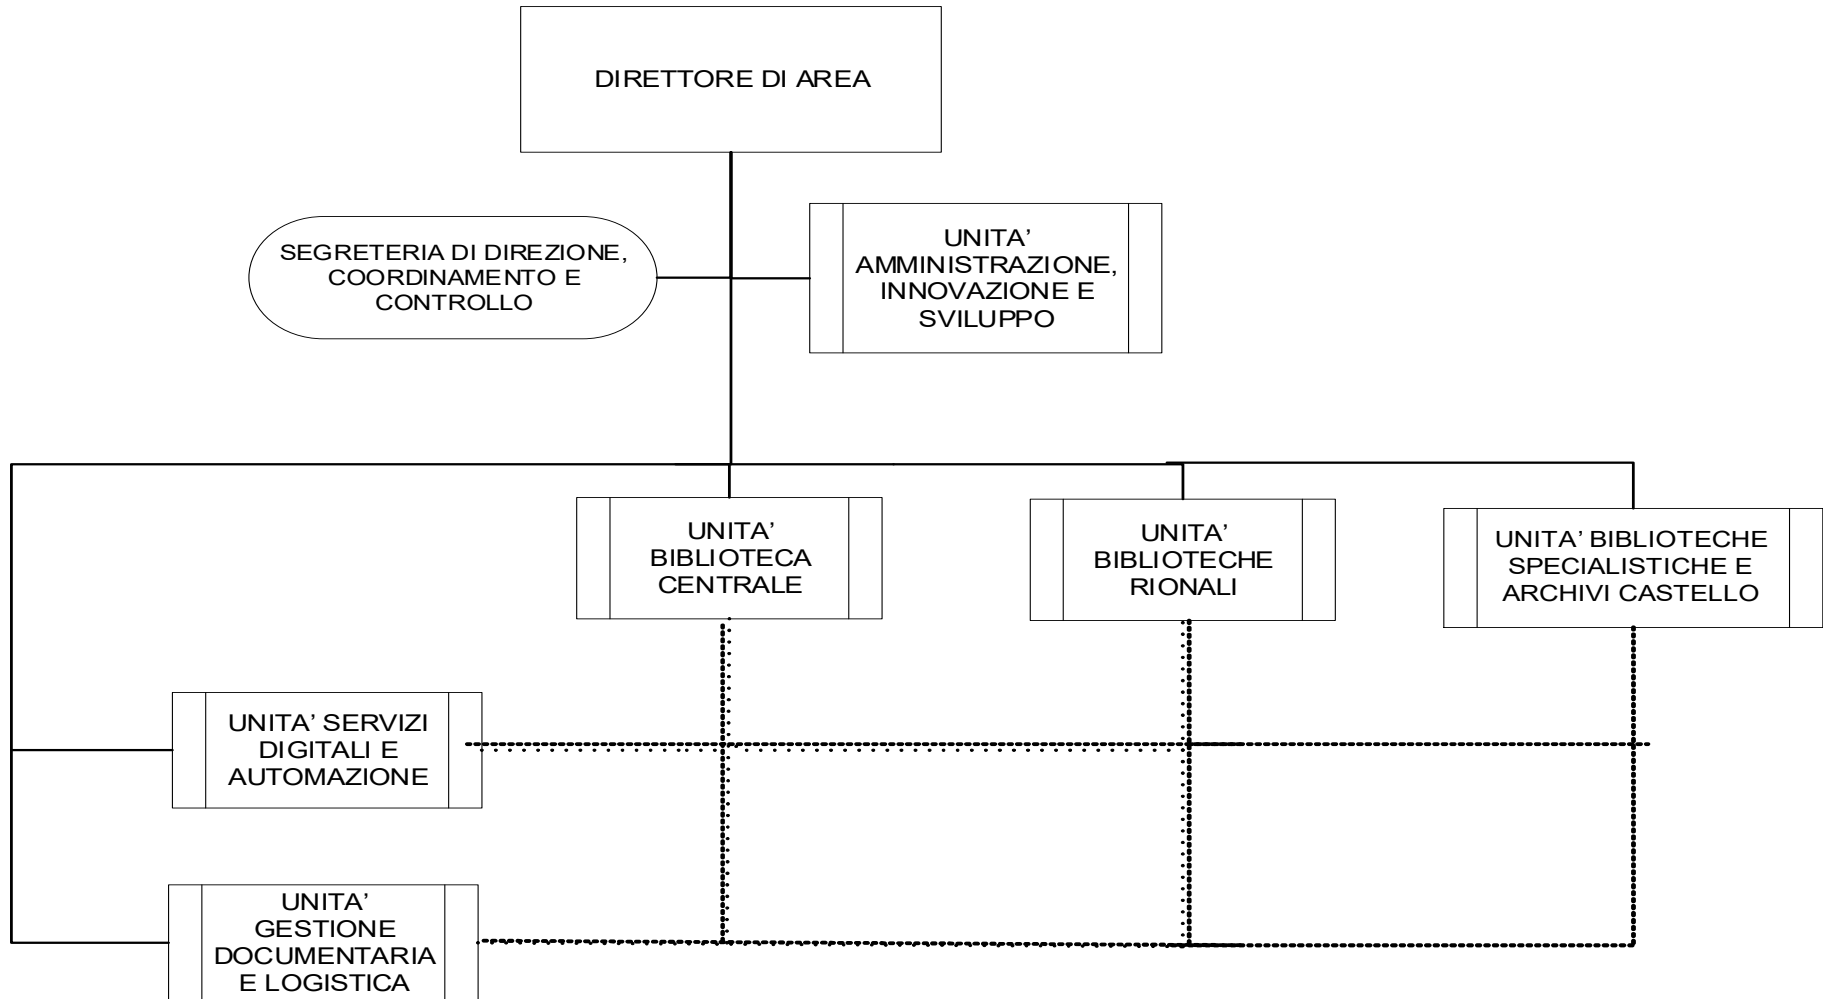 DIRETTORE DI AREA
SEGRETERIA DI DIREZIONE,
COORDINAMENTO E
CONTROLLO
UNITA’
AMMINISTRAZIONE,
INNOVAZIONE E
SVILUPPO
UNITA’
BIBLIOTECA
CENTRALE
UNITA’
BIBLIOTECHE
RIONALI
UNITA’ BIBLIOTECHE
SPECIALISTICHE E
ARCHIVI CASTELLO
UNITA’ SERVIZI
DIGITALI E
AUTOMAZIONE
UNITA’
GESTIONE
DOCUMENTARIA
E LOGISTICA